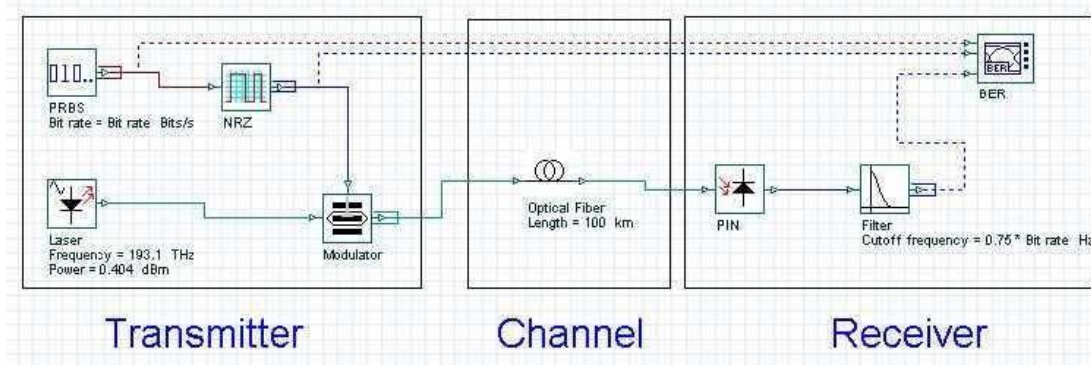 PRBS
Bit rate = Bit rate Bits/s
NRZ
Laser
Frequency = 193.1 THz
Power = 0.404 dBm
Modulator
Optical Fiber
Length = 100 km
PIN
Filter
Cutoff frequency = 0.75 * Bit rate Hz
BER
BER
Transmitter
Channel
Receiver